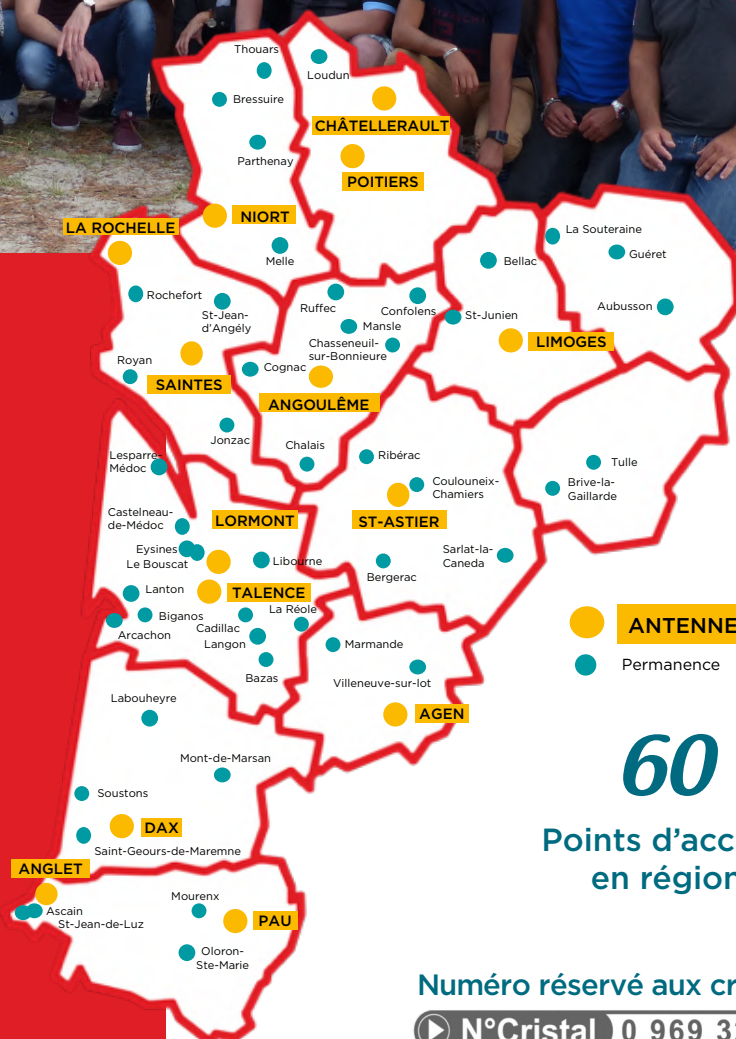 Thouars
Loudun
Bressuire
CHÂTELLERAULT
Parthenay
POITIERS
LA ROCHELLE
NIORT
Melle
La Souteraine
Guéret
Bellac
Rochefort
St-Jean-
d'Angély
Ruffec
Confolens
Mansle
St-Junien
Aubusson
Chasseneuil-
sur-Bonnieure
LIMOGES
Royan
SAINTES
Cognac
ANGOULÊME
Jonzac
Chalais
Lesparre-
Médoc
Ribérac
Coulouneix-
Chamiers
Tulle
Brive-la-
Gaillarde
Castelneau-
de-Médoc
LORMONT
ST-ASTIER
Eysines
Le Bouscat
Libourne
Sarlat-la-
Caneda
Bergerac
Lanton
TALENCE
La Réole
Biganos
Cadillac
Arcachon
Langon
Bazas
Marmande
Villeneuve-sur-lot
AGEN
ANTENNE
Permanence
Labouheyre
Mont-de-Marsan
Soustons
DAX
Saint-Geours-de-Maremne
60
Points d'acc
en région
ANGLET
Ascain
St-Jean-de-Luz
Mourenx
PAU
Oloron-
Ste-Marie
Numéro réservé aux cr
N°Cristal 0 969 32